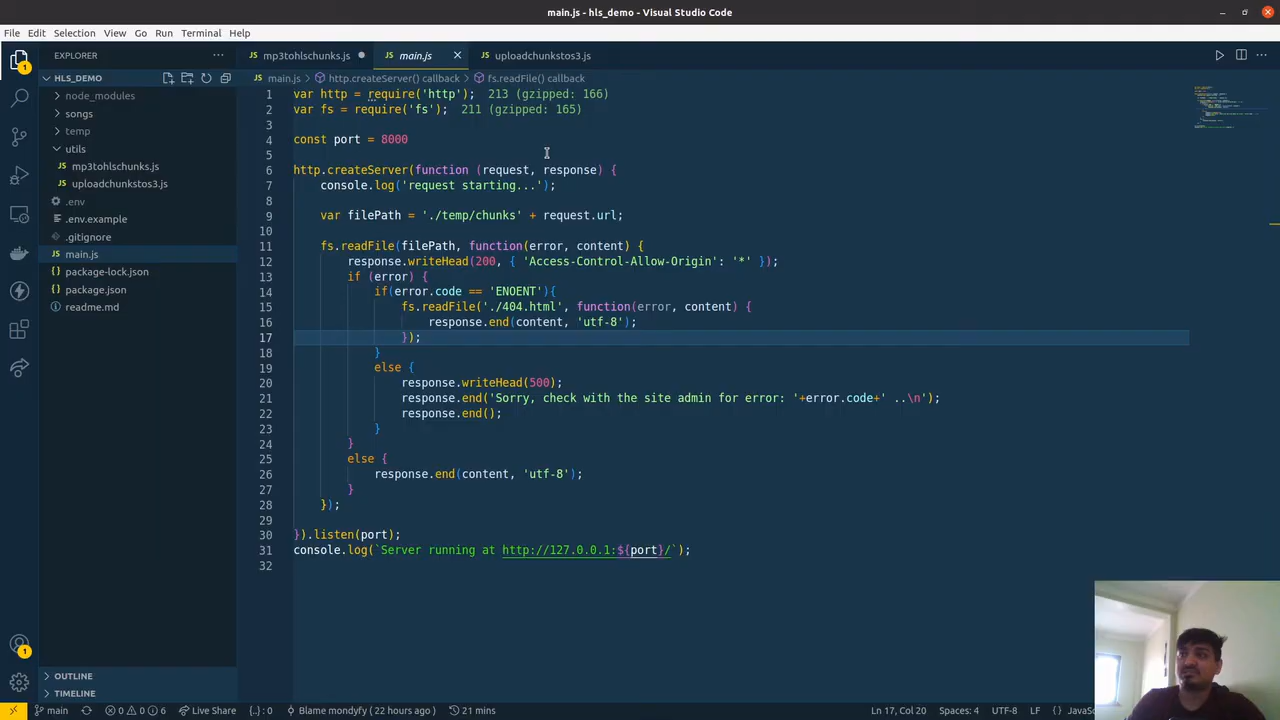 main.js - hls_demo - Visual Studio Code
File Edit Selection View Go Run Terminal Help
EXPLORER ···
mp3tohlschunks.js main.js uploadchunkstos3.js
HLS_DEMO
main.js > http.createServer() callback > fs.readFile() callback
node_modules
songs
temp
utils
mp3tohlschunks.js
uploadchunkstos3.js
.env
.env.example
.gitignore
main.js
package-lock.json
package.json
readme.md
1 var http = require('http'); 213 (gzipped: 166)
2 var fs = require('fs'); 211 (gzipped: 165)
3
4 const port = 8000
5
6 http.createServer(function (request, response) {
7 console.log('request starting...');
8
9 var filePath = './temp/chunks' + request.url;
10
11 fs.readFile(filePath, function(error, content) {
12 response.writeHead(200, { 'Access-Control-Allow-Origin': '*' });
13 if (error) {
14 if(error.code == 'ENOENT'){
15 fs.readFile('./404.html', function(error, content) {
16 response.end(content, 'utf-8');
17 });
18 }
19 else {
20 response.writeHead(500);
21 response.end('Sorry, check with the site admin for error: '+error.code+' ..\n');
22 response.end();
23 }
24 }
25 else {
26 response.end(content, 'utf-8');
27 }
28 });
29
30 }).listen(port);
31 console.log(`Server running at http://127.0.0.1:${port}/`);
32
1
1
OUTLINE
TIMELINE
main 0 0 6 Live Share {..} : 0 Blame mondyfy ( 22 hours ago ) 21 mins Ln 17, Col 20 Spaces: 4 UTF-8 LF {} JavaSc